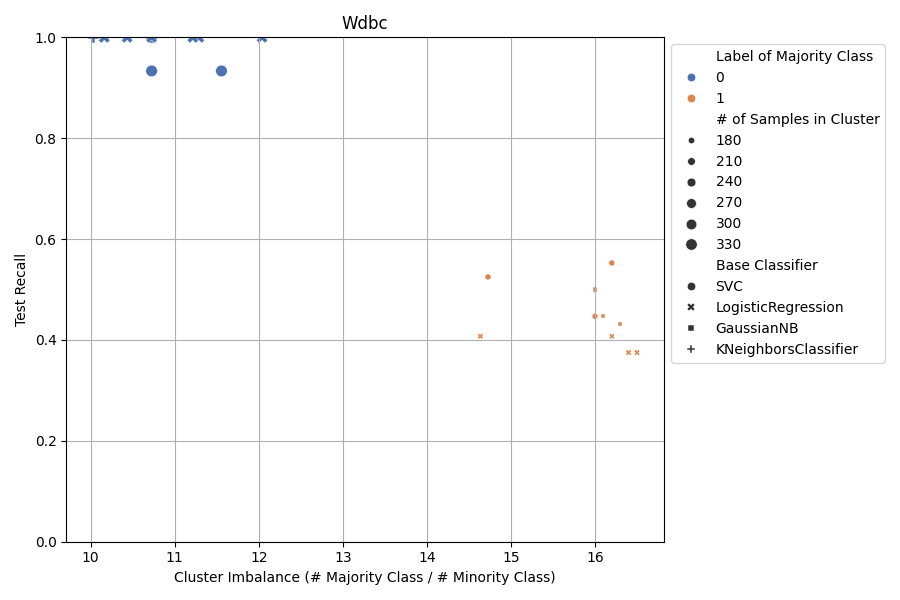 Wdbc
1.0
0.8
0.6
0.4
0.2
0.0
Test Recall
10 11 12 13 14 15 16
Cluster Imbalance (# Majority Class / # Minority Class)
Label of Majority Class
0
1
# of Samples in Cluster
180
210
240
270
300
330
Base Classifier
SVC
LogisticRegression
GaussianNB
KNeighborsClassifier